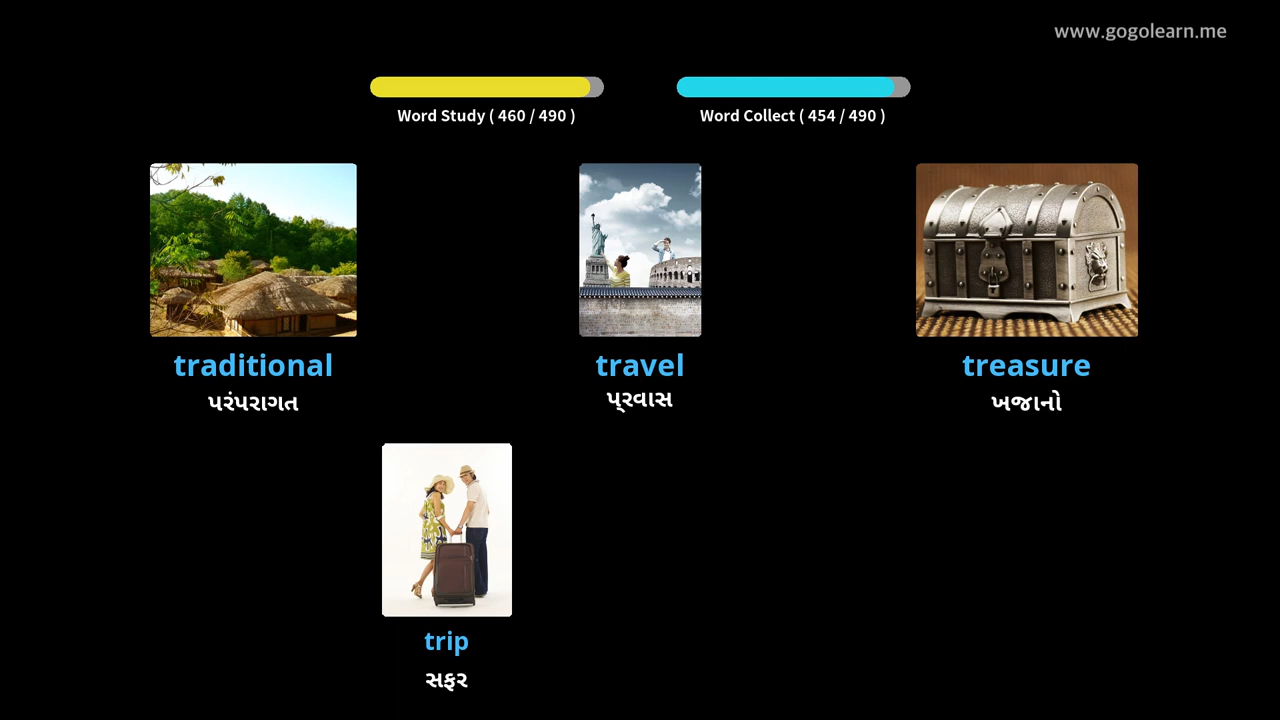 www.gogolearn.me
Word Study ( 460 / 490 )
Word Collect ( 454 / 490 )
traditional
પરંપરાગત
travel
પ્રવાસ
treasure
ખજાનો
trip
સફર